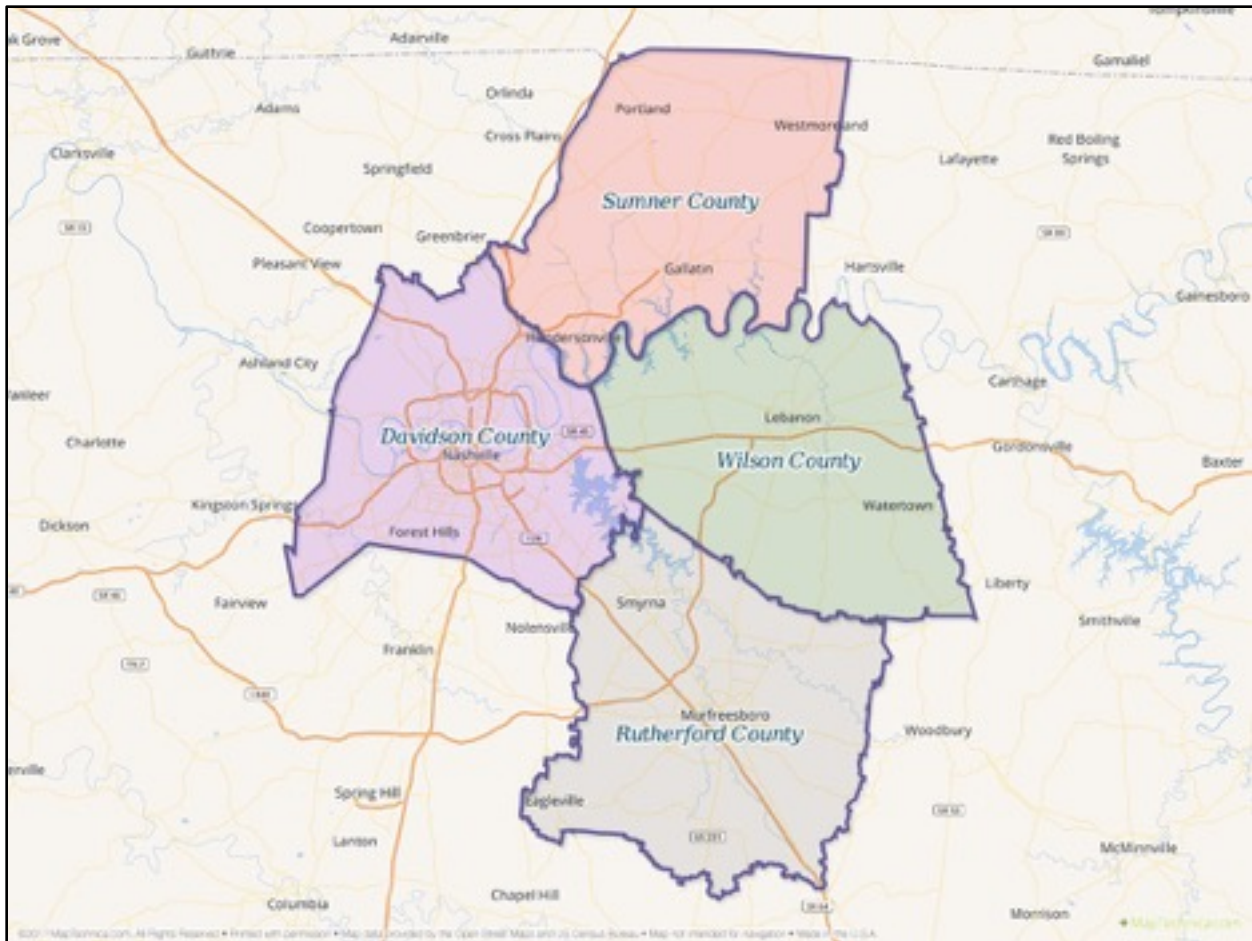 Guthrie
Adairville
Gamaliel
Adams
Orlinda
Portland
Cross Plains
Westmoreland
Clarksville
Springfield
Lafayette
Red Boiling
Springs
Sumner County
Coopertown
Greenbrier
Pleasant View
Gallatin
Hartsville
Gainesboro
Hendersonville
Ashland City
Carthage
Charlotte
Lebanon
Davidson County
Nashville
Wilson County
Gordonsville
Baxter
Kingston Springs
Watertown
Dickson
Forest Hills
Liberty
Fairview
Smyrna
Smithville
Nolensville
Franklin
Murfreesboro
Rutherford County
Woodbury
Spring Hill
Eagleville
Lanton
McMinnville
Chapel Hill
Columbia
Morrison